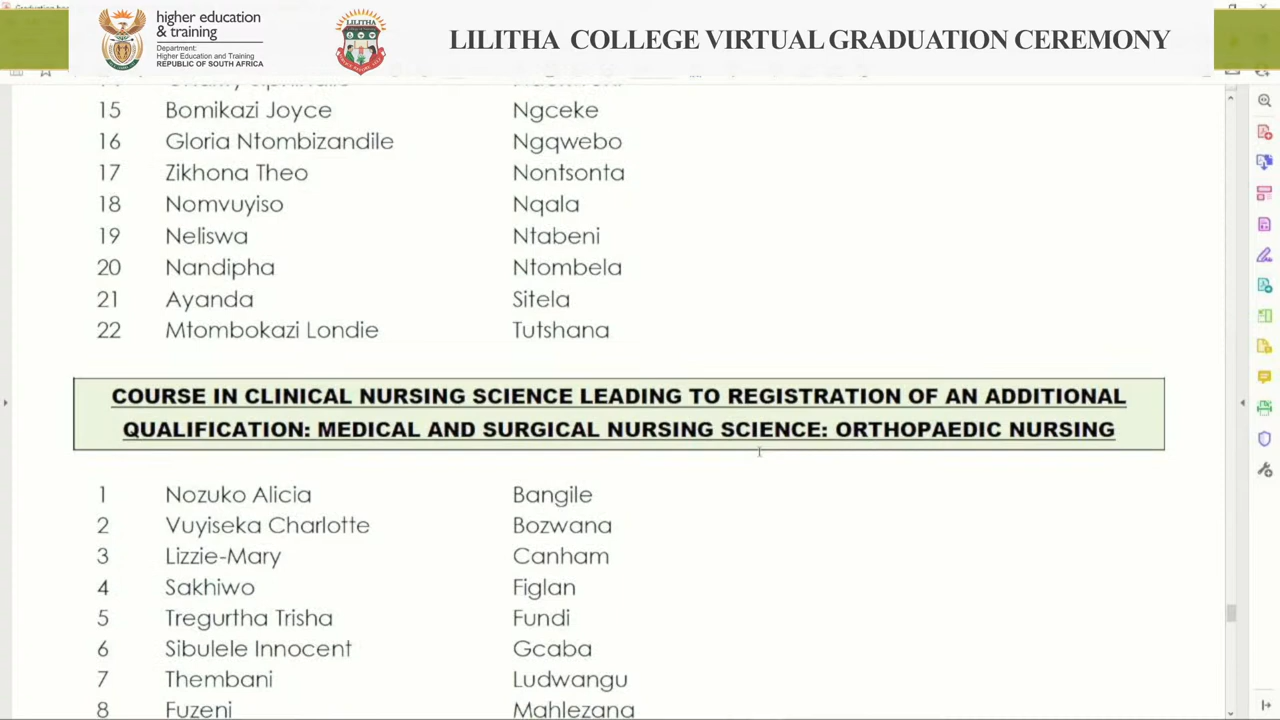 higher education
& training
Department:
Higher Education and Training
REPUBLIC OF SOUTH AFRICA
LILITHA
LILITHA COLLEGE VIRTUAL GRADUATION CEREMONY
15 Bomikazi Joyce Ngceke
16 Gloria Ntombizandile Ngqwebo
17 Zikhona Theo Nontsonta
18 Nomvuyiso Nqala
19 Neliswa Ntabeni
20 Nandipha Ntombela
21 Ayanda Sitela
22 Mtombokazi Londie Tutshana
COURSE IN CLINICAL NURSING SCIENCE LEADING TO REGISTRATION OF AN ADDITIONAL
QUALIFICATION: MEDICAL AND SURGICAL NURSING SCIENCE: ORTHOPAEDIC NURSING
1 Nozuko Alicia Bangile
2 Vuyiseka Charlotte Bozwana
3 Lizzie-Mary Canham
4 Sakhiwo Figlan
5 Tregurtha Trisha Fundi
6 Sibulele Innocent Gcaba
7 Thembani Ludwangu
8 Fuzeni Mahlezana